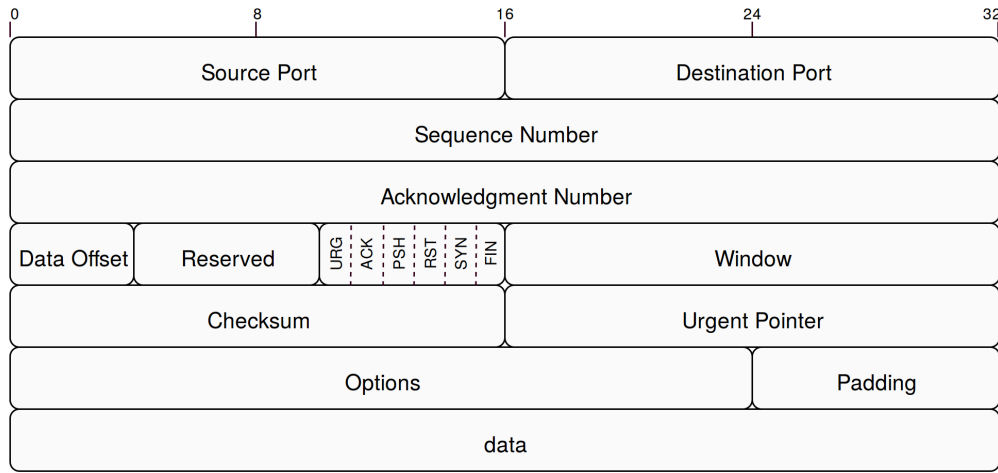 0 8 16 24 32
Source Port Destination Port
Sequence Number
Acknowledgment Number
Data Offset Reserved URG ACK PSH RST SYN FIN Window
Checksum Urgent Pointer
Options Padding
data